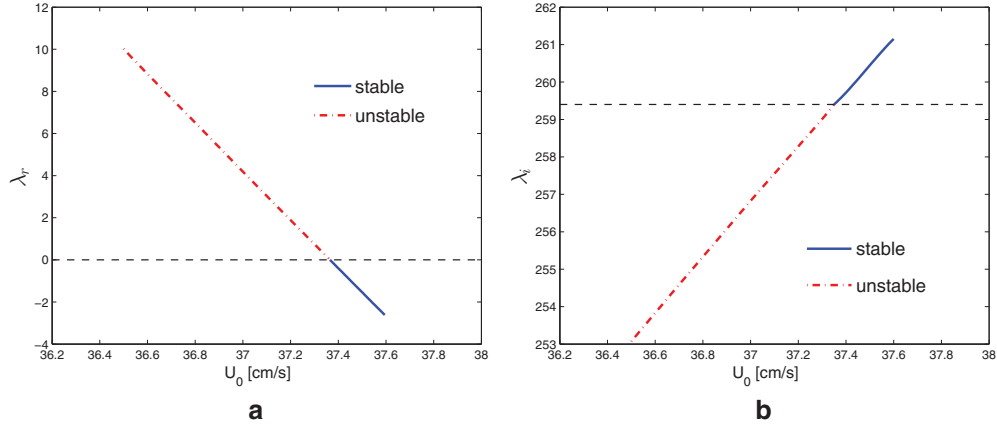 12
10
8
6
4
2
0
−2
−4
λr
36.2 36.4 36.6 36.8 37 37.2 37.4 37.6 37.8 38
U0 [cm/s]
stable
unstable
a
262
261
260
259
258
257
256
255
254
253
λi
36.2 36.4 36.6 36.8 37 37.2 37.4 37.6 37.8 38
U0 [cm/s]
stable
unstable
b